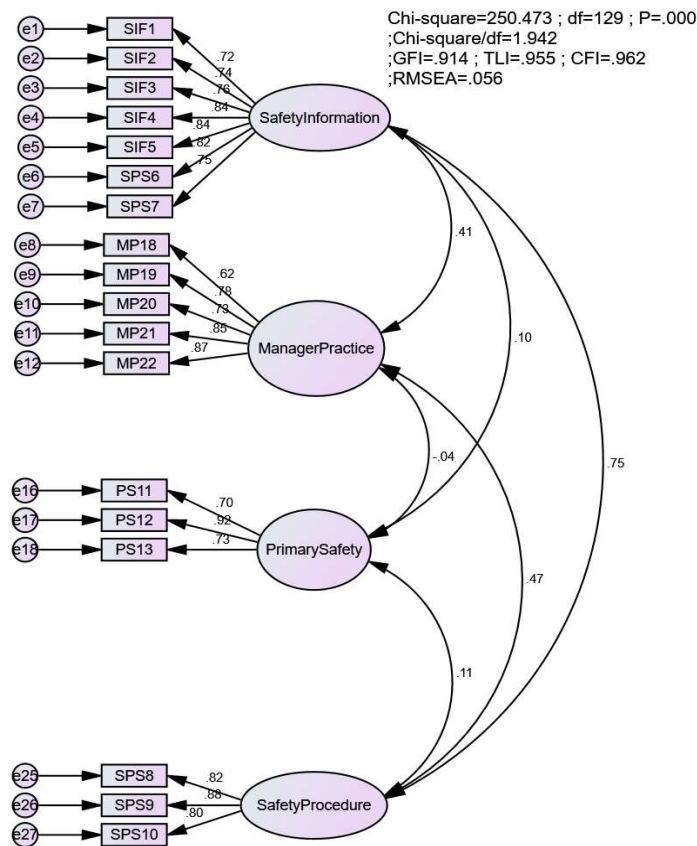 Chi-square=250.473 ; df=129 ; P=.000
;Chi-square/df=1.942
;GFI=.914 ; TLI=.955 ; CFI=.962
;RMSEA=.056
e1 SIF1 .72
e2 SIF2 .74
e3 SIF3 .76
e4 SIF4 .84
e5 SIF5 .84
e6 SPS6 .82
e7 SPS7 .75
SafetyInformation
e8 MP18 .62
e9 MP19 .78
e10 MP20 .73
e11 MP21 .85
e12 MP22 .87
ManagerPractice
.41
.10
-.04
.75
e16 PS11 .70
e17 PS12 .92
e18 PS13 .73
PrimarySafety
.47
.11
e25 SPS8 .82
e26 SPS9 .88
e27 SPS10 .80
SafetyProcedure